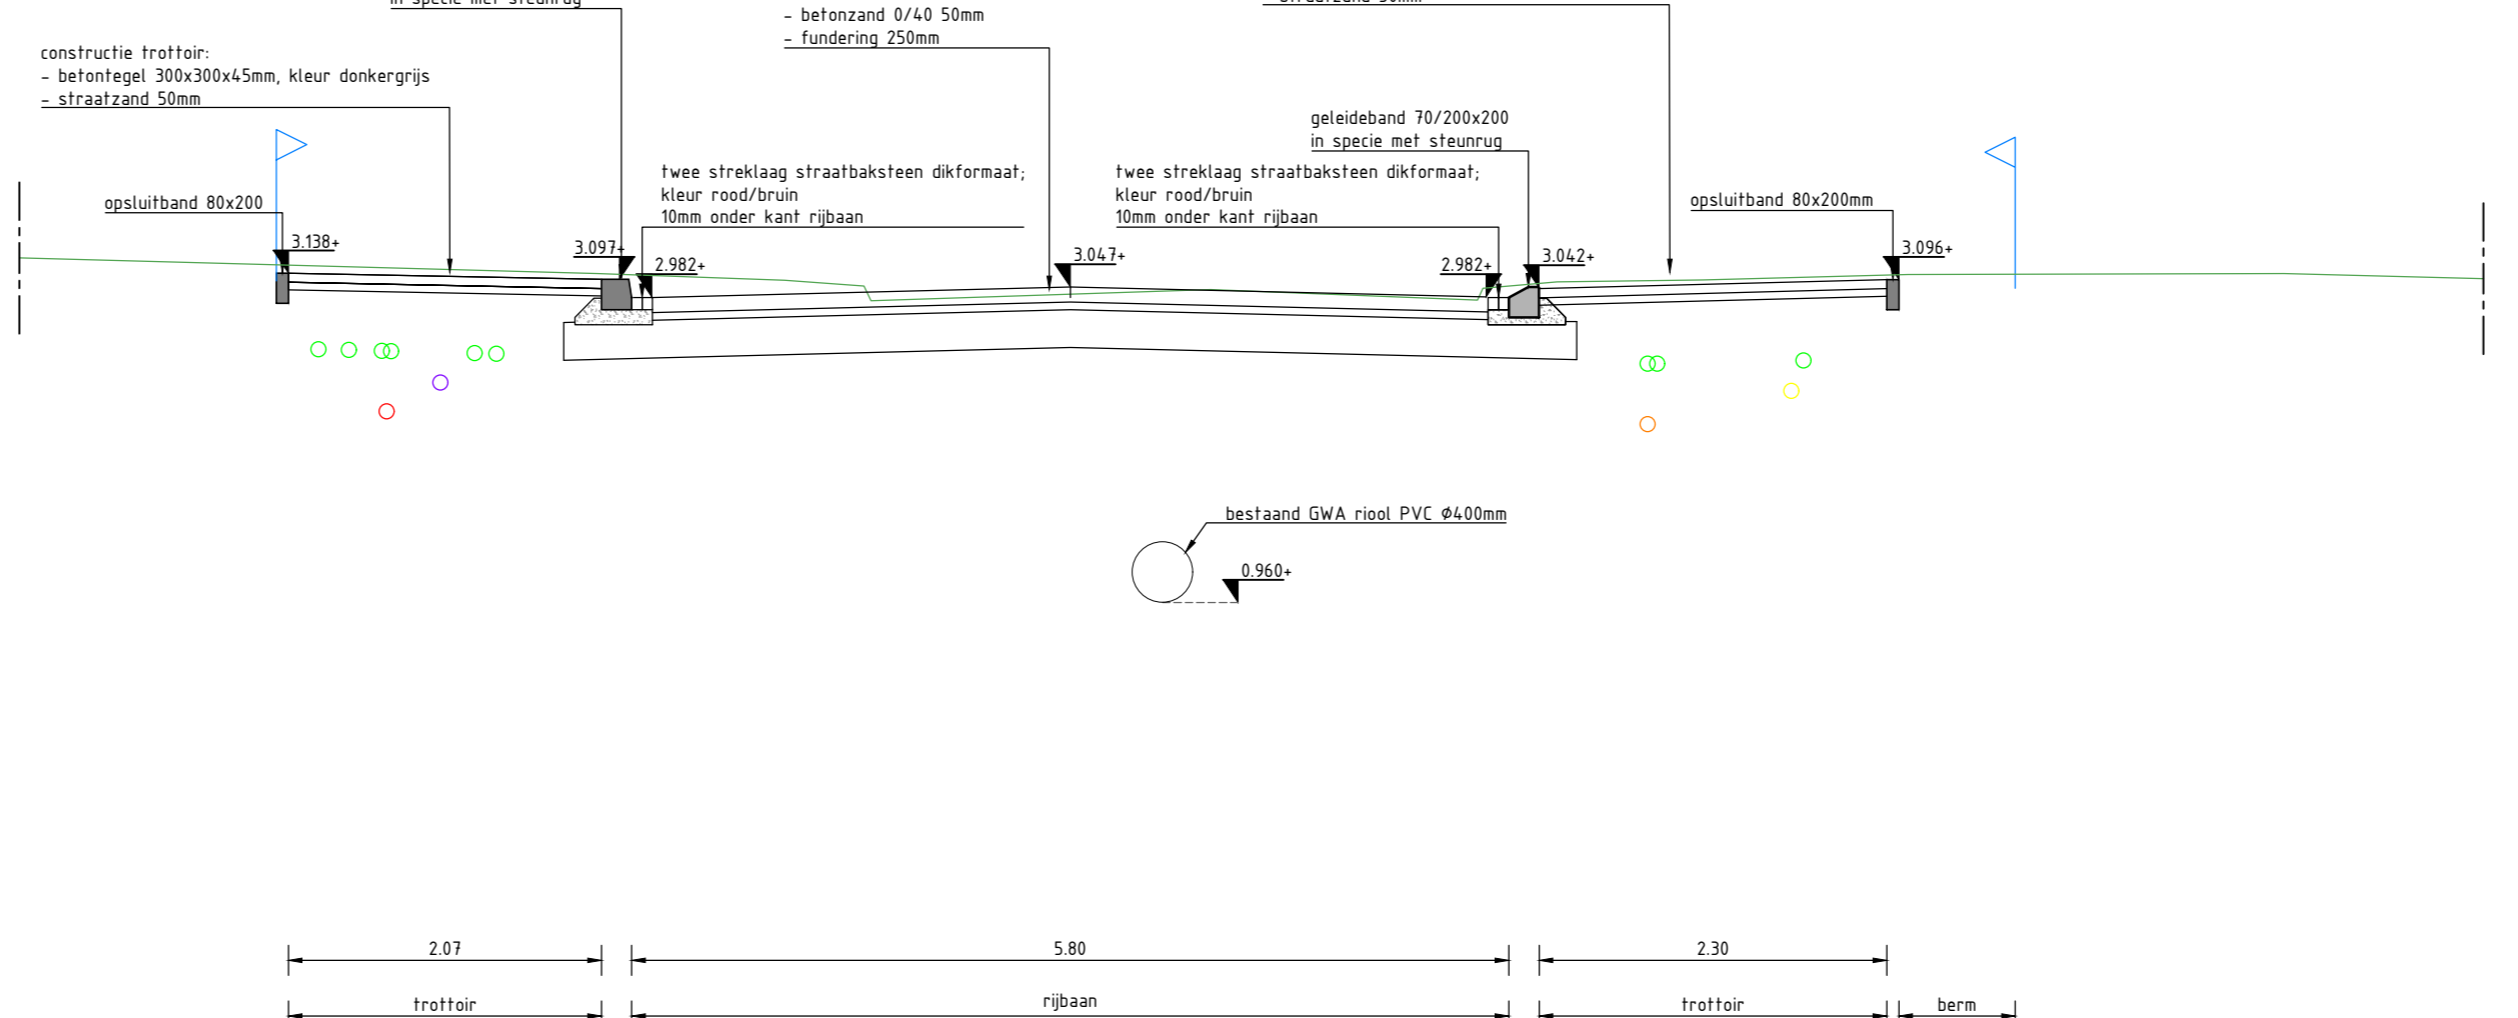 in specie met steunrug
- betonzand 0/40 50mm
- fundering 250mm
constructie trottoir:
- betontegel 300x300x45mm, kleur donkergrijs
- straatzand 50mm
geleideband 70/200x200
in specie met steunrug
twee streklaag straatbaksteen dikformaat;
kleur rood/bruin
10mm onder kant rijbaan
twee streklaag straatbaksteen dikformaat;
kleur rood/bruin
10mm onder kant rijbaan
opsluitband 80x200
opsluitband 80x200mm
3.138+
3.097+
2.982+
3.047+
2.982+
3.042+
3.096+
bestaand GWA riool PVC Ø400mm
0.960+
2.07
5.80
2.30
trottoir
rijbaan
trottoir
berm